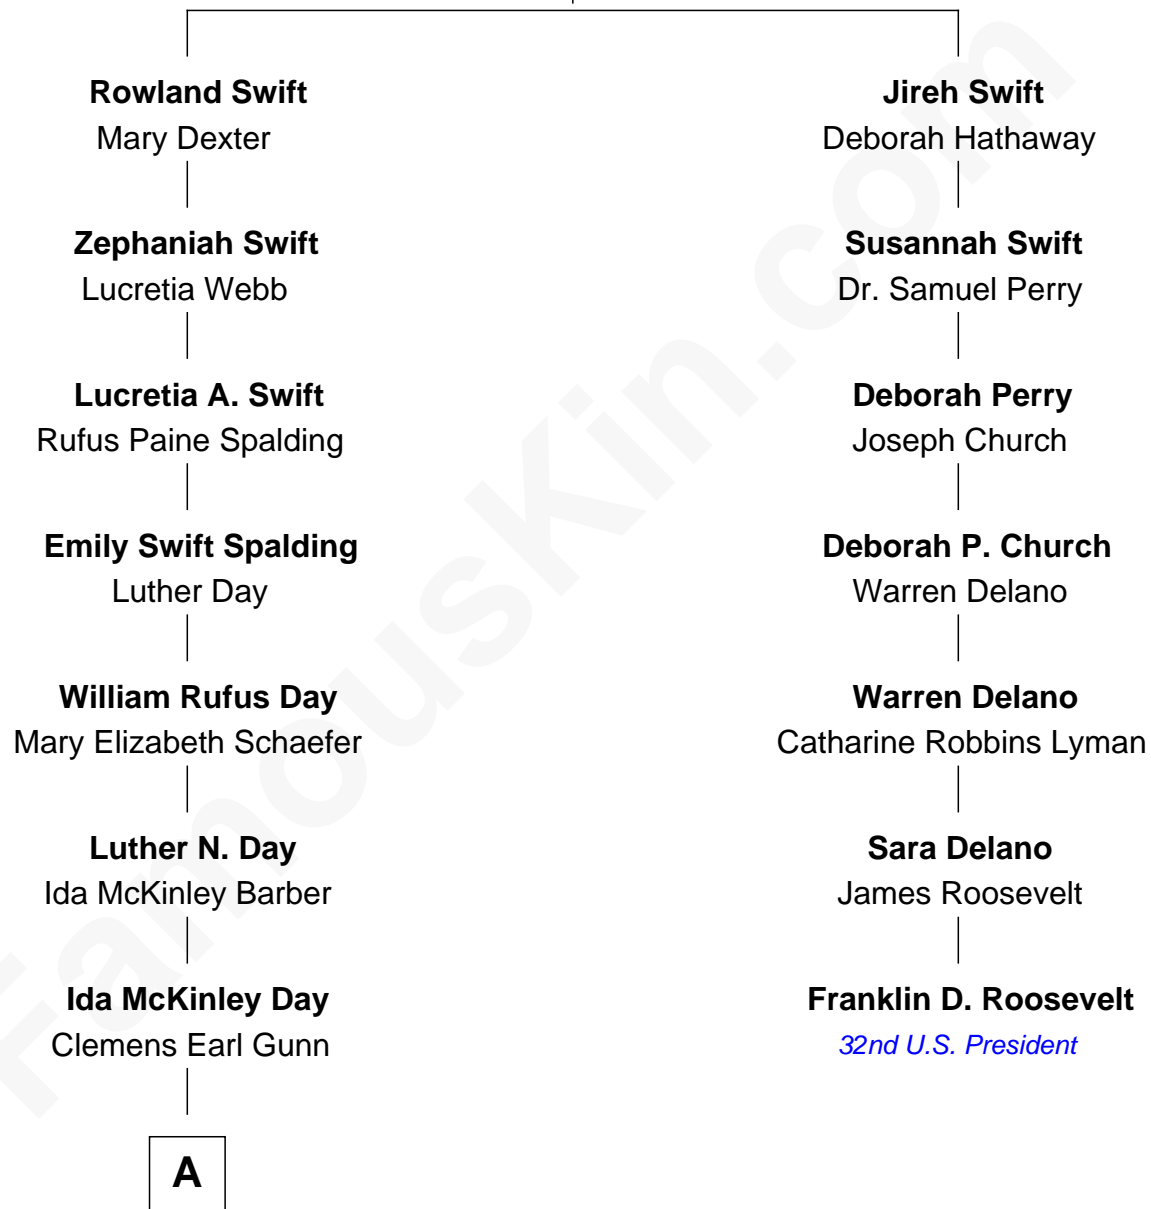 Rowland Swift
Mary Dexter
Jireh Swift
Deborah Hathaway
Zephaniah Swift
Lucretia Webb
Susannah Swift
Dr. Samuel Perry
Lucretia A. Swift
Rufus Paine Spalding
Deborah Perry
Joseph Church
Emily Swift Spalding
Luther Day
Deborah P. Church
Warren Delano
William Rufus Day
Mary Elizabeth Schaefer
Warren Delano
Catharine Robbins Lyman
Luther N. Day
Ida McKinley Barber
Sara Delano
James Roosevelt
Ida McKinley Day
Clemens Earl Gunn
Franklin D. Roosevelt
32nd U.S. President
A
FamousKin.com